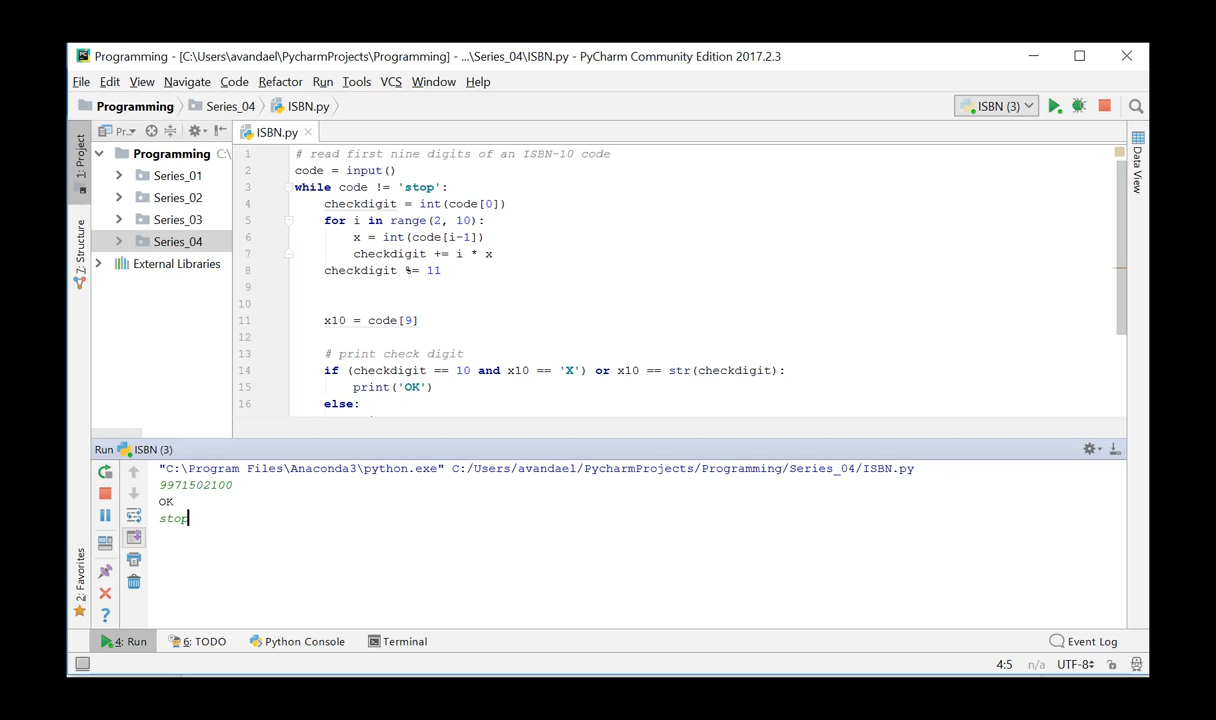 Programming - [C:\Users\avandael\PycharmProjects\Programming] - ...\Series_04\ISBN.py - PyCharm Community Edition 2017.2.3
File Edit View Navigate Code Refactor Run Tools VCS Window Help
Programming Series_04 ISBN.py ISBN (3)
1: Project
Z: Structure
2: Favorites
Pr..
Programming C:\
Series_01
Series_02
Series_03
Series_04
External Libraries
ISBN.py
1 # read first nine digits of an ISBN-10 code
2 code = input()
3 while code != 'stop':
4 checkdigit = int(code[0])
5 for i in range(2, 10):
6 x = int(code[i-1])
7 checkdigit += i * x
8 checkdigit %= 11
9
10
11 x10 = code[9]
12
13 # print check digit
14 if (checkdigit == 10 and x10 == 'X') or x10 == str(checkdigit):
15 print('OK')
16 else:
Data View
Run ISBN (3)
"C:\Program Files\Anaconda3\python.exe" C:/Users/avandael/PycharmProjects/Programming/Series_04/ISBN.py
9971502100
OK
stop
4: Run 6: TODO Python Console Terminal Event Log
4:5 n/a UTF-8